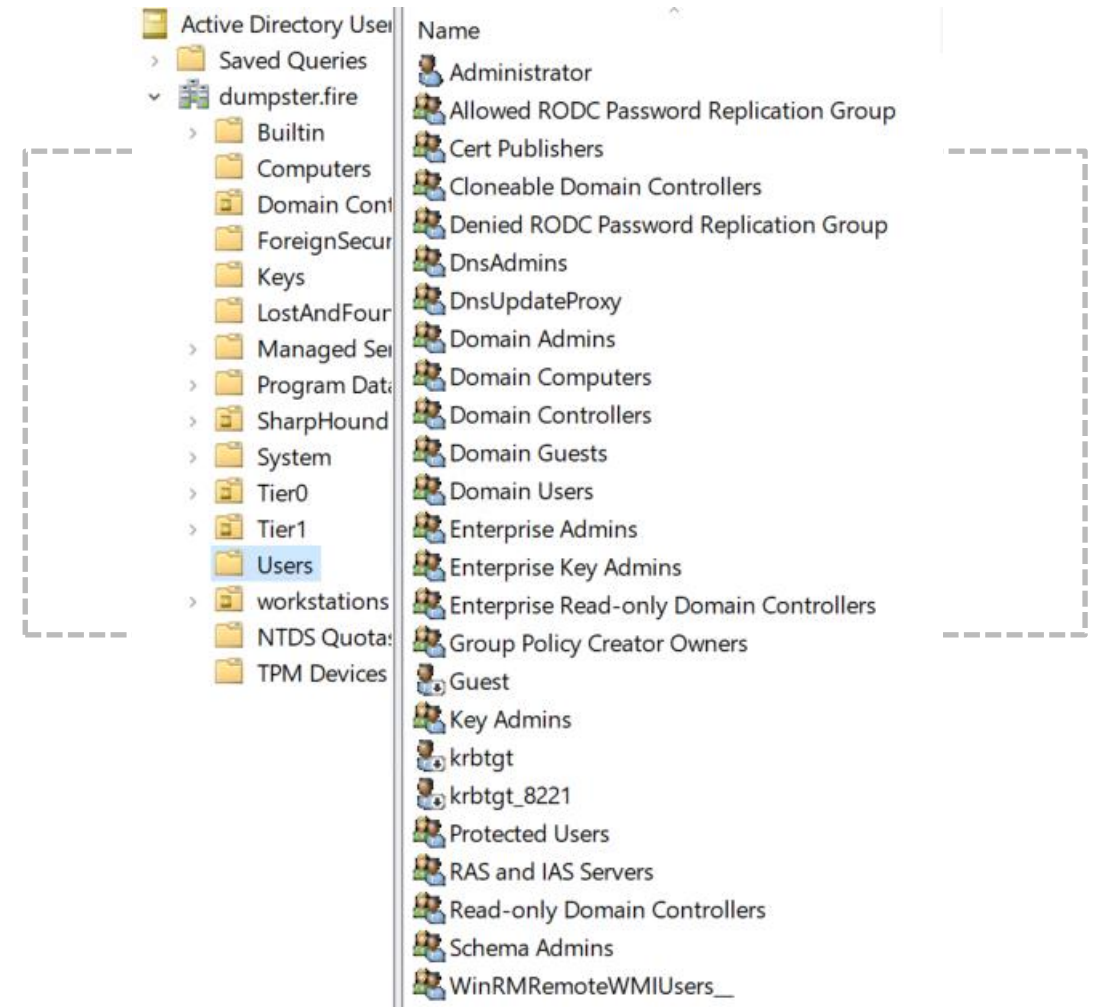 Active Directory User
Saved Queries
dumpster.fire
Builtin
Computers
Domain Cont
ForeignSecur
Keys
LostAndFour
Managed Ser
Program Data
SharpHound
System
Tier0
Tier1
Users
workstations
NTDS Quotas
TPM Devices
Name
Administrator
Allowed RODC Password Replication Group
Cert Publishers
Cloneable Domain Controllers
Denied RODC Password Replication Group
DnsAdmins
DnsUpdateProxy
Domain Admins
Domain Computers
Domain Controllers
Domain Guests
Domain Users
Enterprise Admins
Enterprise Key Admins
Enterprise Read-only Domain Controllers
Group Policy Creator Owners
Guest
Key Admins
krbtgt
krbtgt_8221
Protected Users
RAS and IAS Servers
Read-only Domain Controllers
Schema Admins
WinRMRemoteWMIUsers__